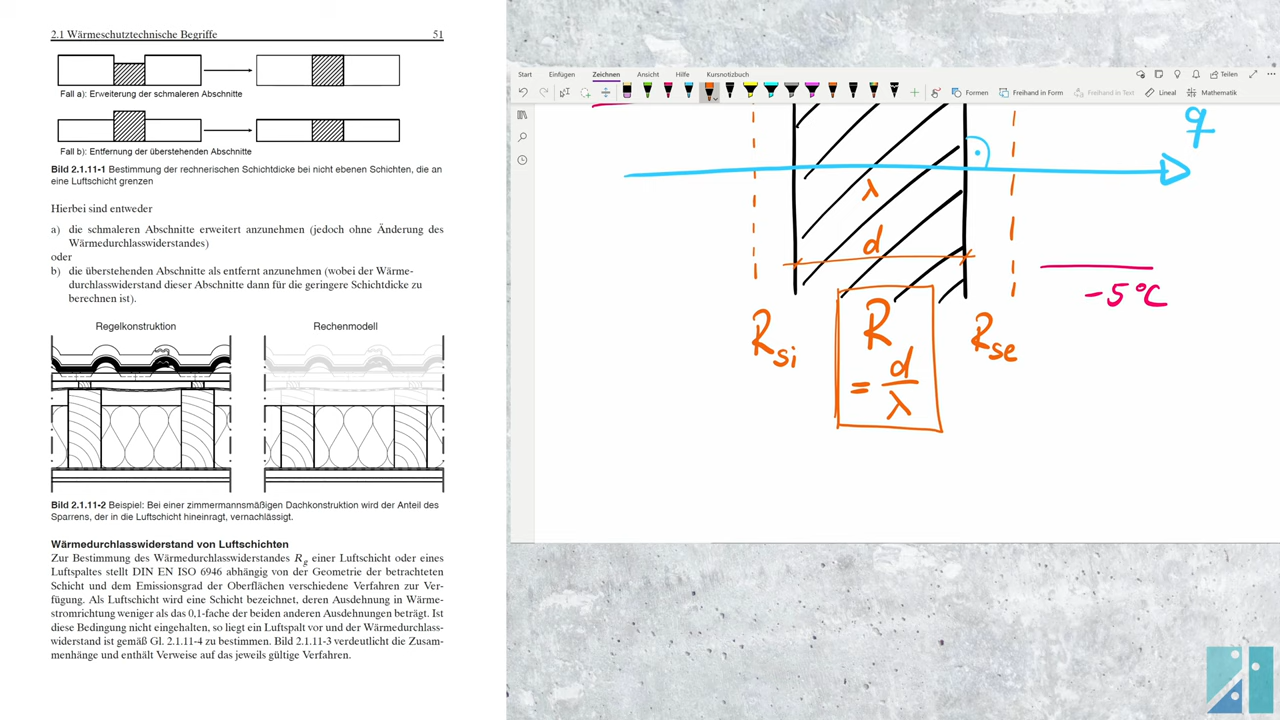 2.1 Wärmeschutztechnische Begriffe 51
Fall a): Erweiterung der schmaleren Abschnitte
Fall b): Entfernung der überstehenden Abschnitte
Bild 2.1.11-1 Bestimmung der rechnerischen Schichtdicke bei nicht ebenen Schichten, die an
eine Luftschicht grenzen
Hierbei sind entweder
a) die schmaleren Abschnitte erweitert anzunehmen (jedoch ohne Änderung des
Wärmedurchlasswiderstandes)
oder
b) die überstehenden Abschnitte als entfernt anzunehmen (wobei der Wärme-
durchlasswiderstand dieser Abschnitte dann für die geringere Schichtdicke zu
berechnen ist).
Regelkonstruktion Rechenmodell
Bild 2.1.11-2 Beispiel: Bei einer zimmermannsmäßigen Dachkonstruktion wird der Anteil des
Sparrens, der in die Luftschicht hineinragt, vernachlässigt.
Wärmedurchlasswiderstand von Luftschichten
Zur Bestimmung des Wärmedurchlasswiderstandes Rg einer Luftschicht oder eines
Luftspaltes stellt DIN EN ISO 6946 abhängig von der Geometrie der betrachteten
Schicht und dem Emissionsgrad der Oberflächen verschiedene Verfahren zur Ver-
fügung. Als Luftschicht wird eine Schicht bezeichnet, deren Ausdehnung in Wärme-
stromrichtung weniger als das 0,1-fache der beiden anderen Ausdehnungen beträgt. Ist
diese Bedingung nicht eingehalten, so liegt ein Luftspalt vor und der Wärmedurchlass-
widerstand ist gemäß Gl. 2.1.11-4 zu bestimmen. Bild 2.1.11-3 verdeutlicht die Zusam-
menhänge und enthält Verweise auf das jeweils gültige Verfahren.
Start Einfügen Zeichnen Ansicht Hilfe Kursnotizbuch Teilen
Formen Freihand in Form Freihand in Text Lineal Mathematik
q
λ
d
-5°C
Rsi R Rse
= d/λ